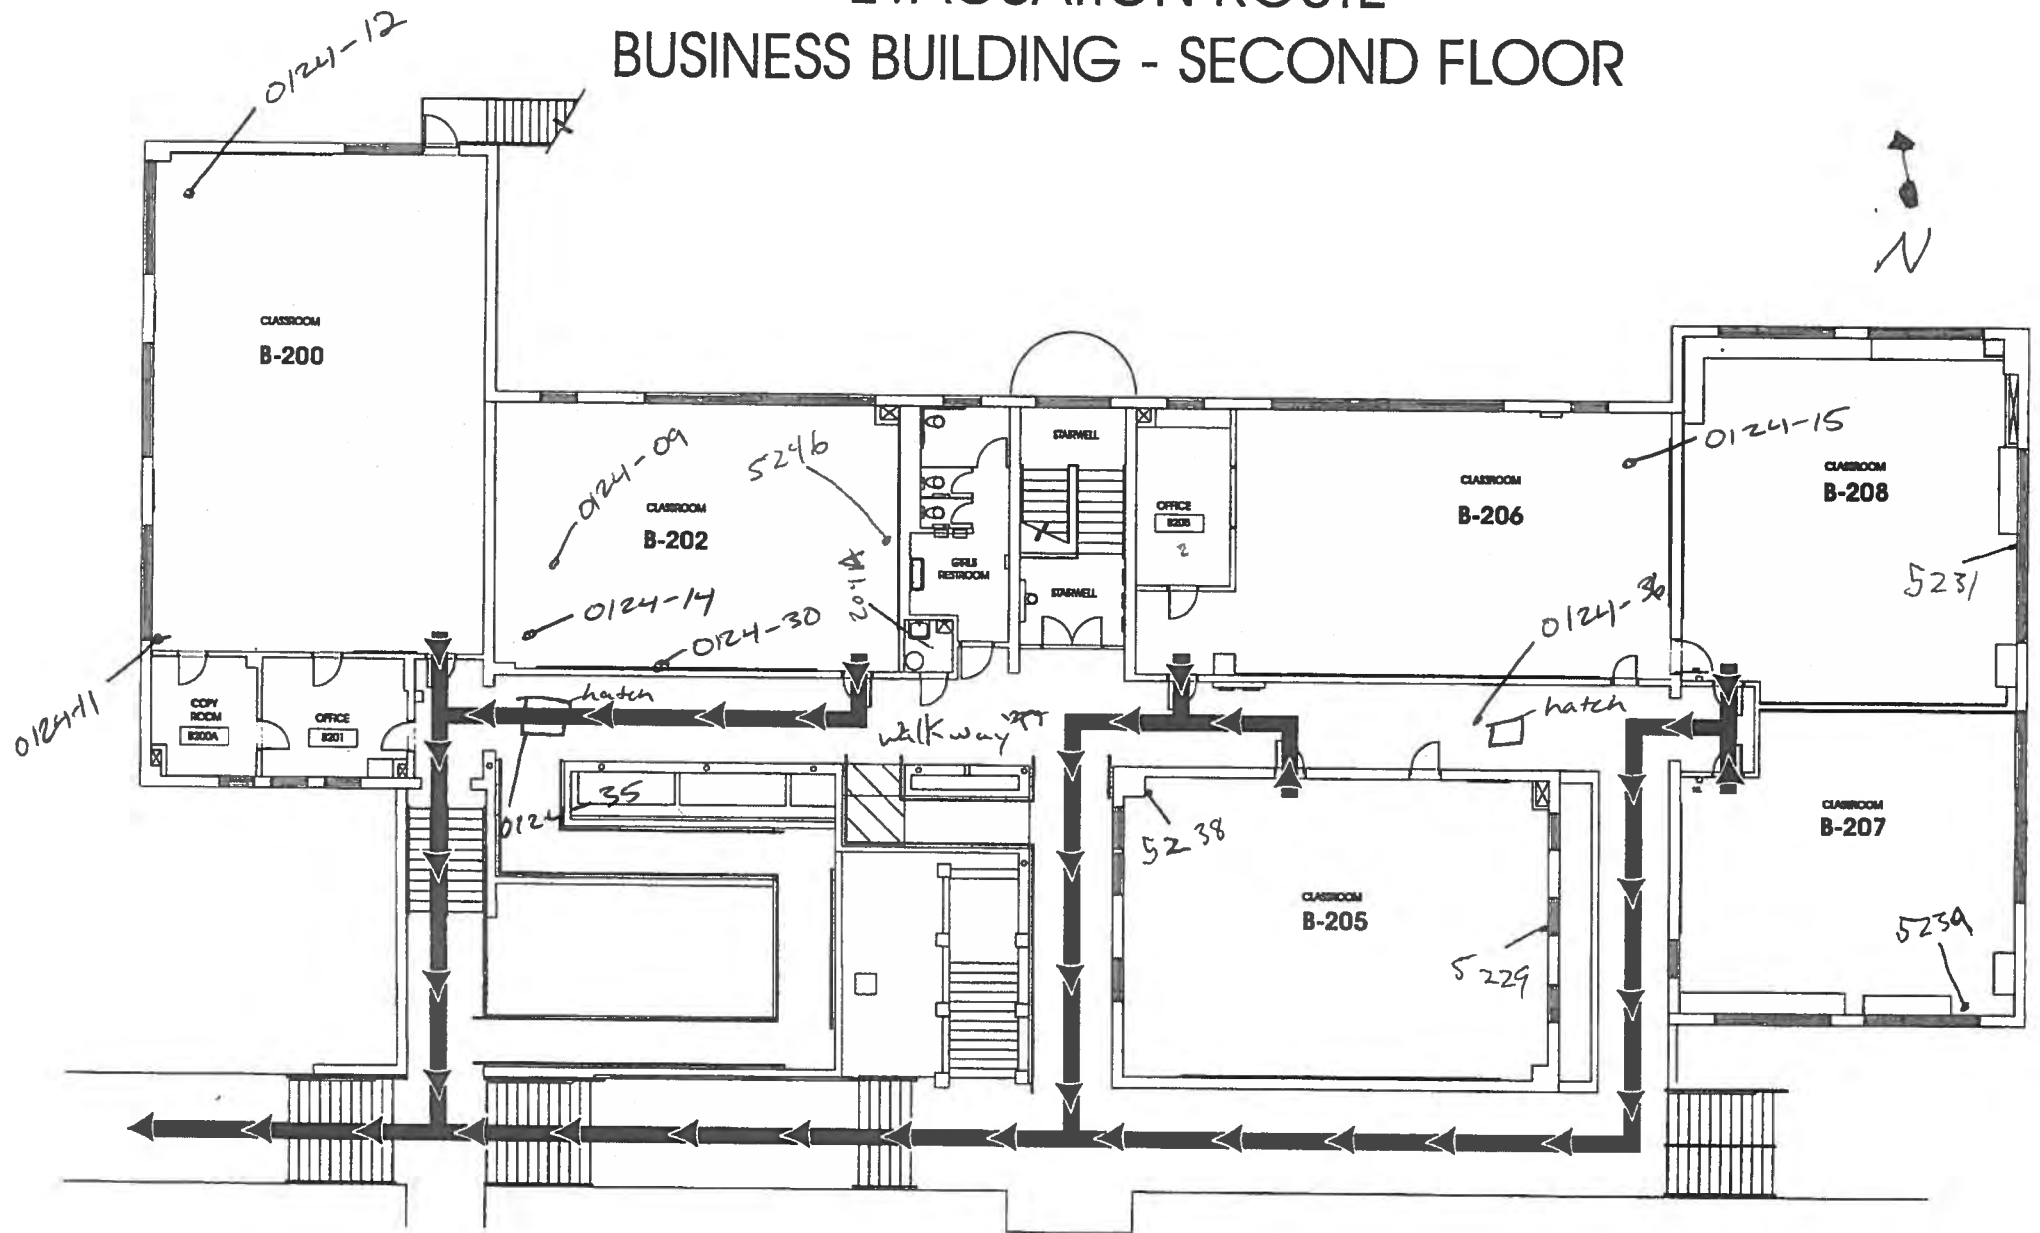 EVACUATION ROUTE
BUSINESS BUILDING - SECOND FLOOR
0124-12
N
CLASSROOM
B-200
0124-11
COPY
ROOM
B200A
OFFICE
B201
0124-09
5246
CLASSROOM
B-202
0124-14
0124-30
hatch
0124-35
GIRLS
RESTROOM
STAIRWELL
STAIRWELL
walkway
OFFICE
CLASSROOM
B-206
0124-15
0124-36
hatch
CLASSROOM
B-208
5231
5238
CLASSROOM
B-205
5229
CLASSROOM
B-207
5239